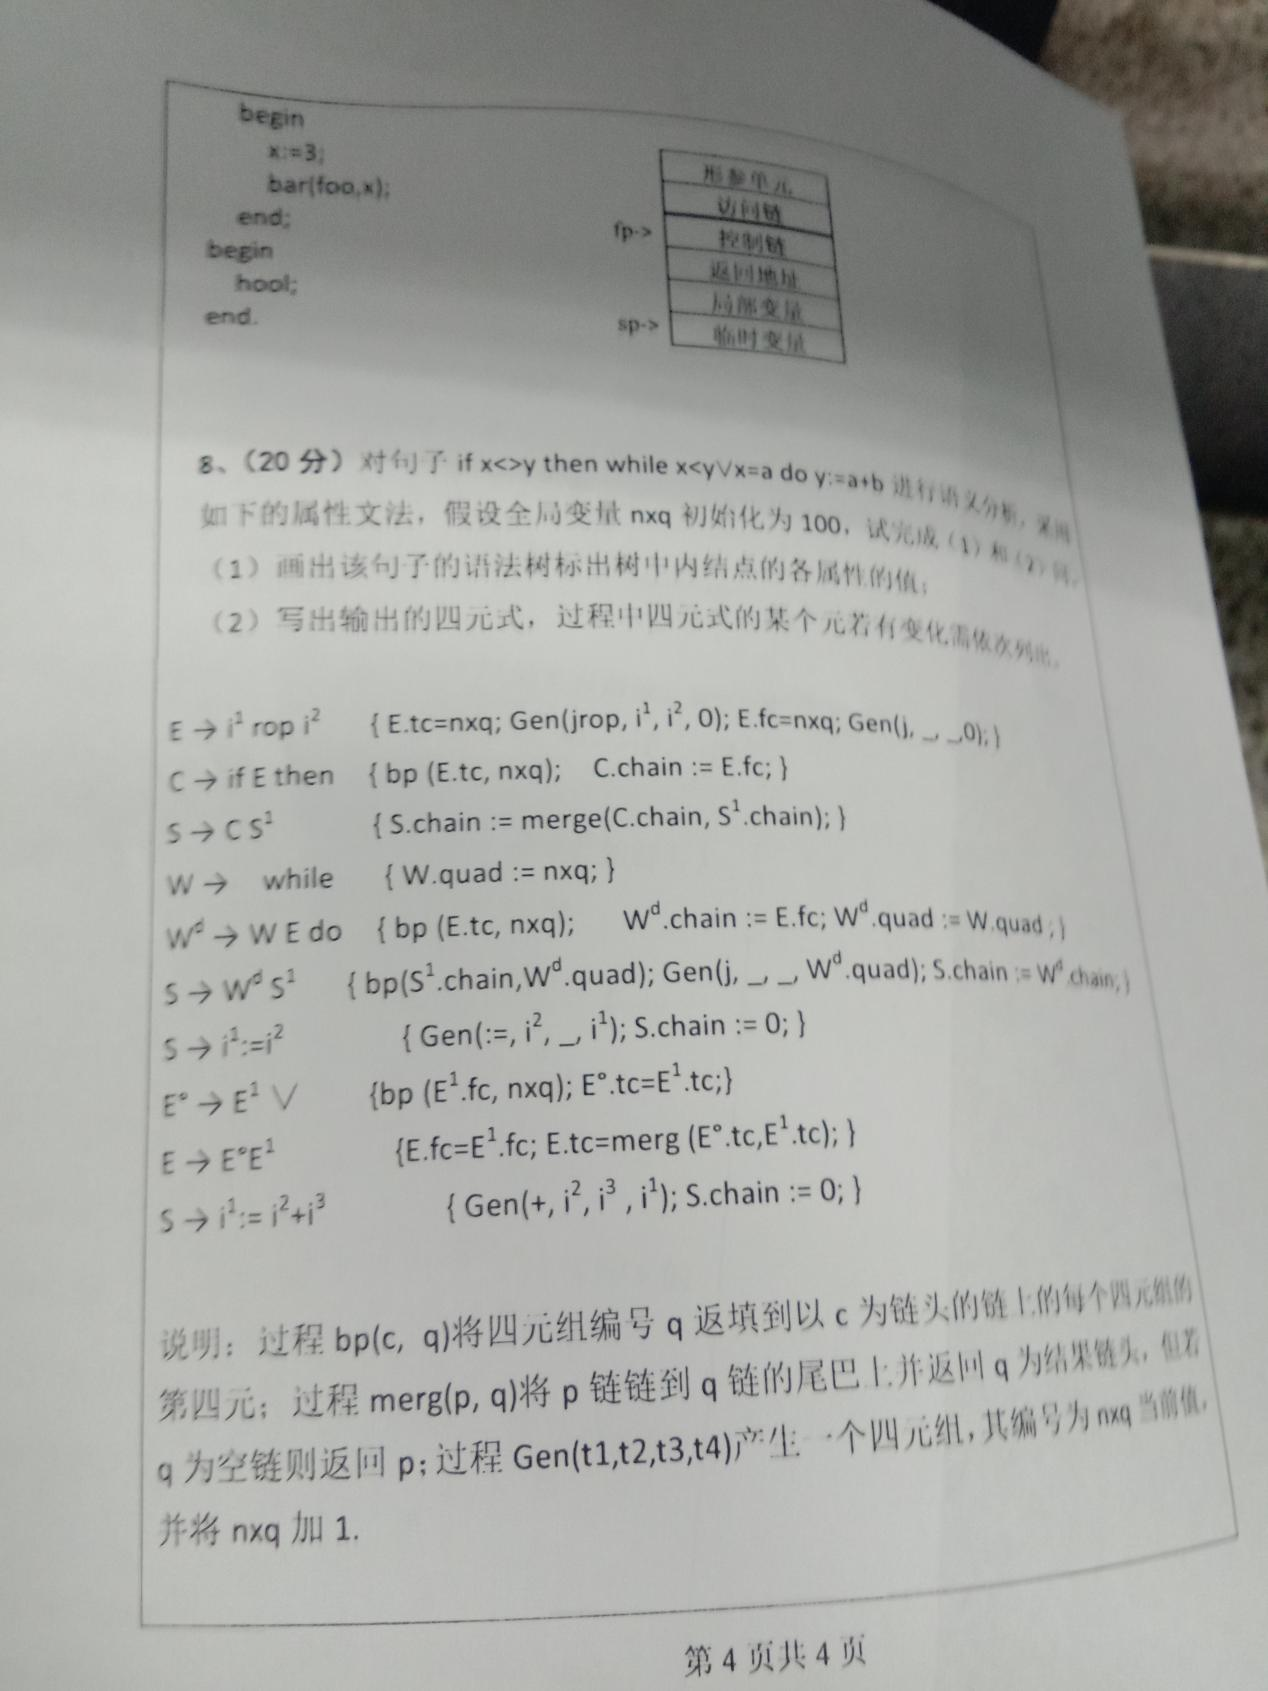 begin
x:=3;
bar(foo,x);
end;
begin
hool;
end.
形参单元
访问链
fp-> 控制链
返回地址
局部变量
sp-> 临时变量
8、（20 分）对句子 if x<>y then while x<y∨x=a do y:=a+b 进行语义分析，采用
如下的属性文法，假设全局变量 nxq 初始化为 100，试完成（1）和（2）问。
（1）画出该句子的语法树标出树中内结点的各属性的值；
（2）写出输出的四元式，过程中四元式的某个元若有变化需依次列出。
E → i¹ rop i² { E.tc=nxq; Gen(jrop, i¹, i², 0); E.fc=nxq; Gen(j, _, _,0); }
C → if E then { bp (E.tc, nxq); C.chain := E.fc; }
S → C S¹ { S.chain := merge(C.chain, S¹.chain); }
W → while { W.quad := nxq; }
Wᵈ → W E do { bp (E.tc, nxq); Wᵈ.chain := E.fc; Wᵈ.quad := W.quad ; }
S → Wᵈ S¹ { bp(S¹.chain,Wᵈ.quad); Gen(j, _, _, Wᵈ.quad); S.chain := Wᵈ.chain; }
S → i¹:=i² { Gen(:=, i², _, i¹); S.chain := 0; }
E° → E¹ ∨ {bp (E¹.fc, nxq); E°.tc=E¹.tc;}
E → E°E¹ {E.fc=E¹.fc; E.tc=merg (E°.tc,E¹.tc); }
S → i¹:= i²+i³ { Gen(+, i², i³ , i¹); S.chain := 0; }
说明：过程 bp(c, q)将四元组编号 q 返填到以 c 为链头的链上的每个四元组的
第四元；过程 merg(p, q)将 p 链链到 q 链的尾巴上并返回 q 为结果链头，但若
q 为空链则返回 p；过程 Gen(t1,t2,t3,t4)产生一个四元组，其编号为 nxq 当前值，
并将 nxq 加 1.
第 4 页共 4 页